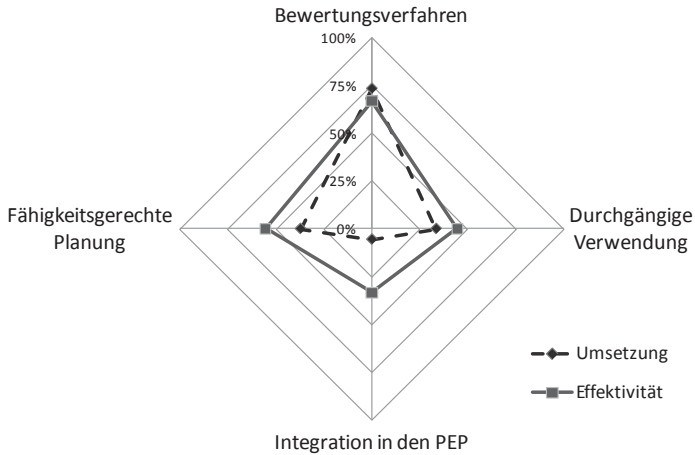 Bewertungsverfahren
100%
75%
50%
25%
0%
Fähigkeitsgerechte
Planung
Durchgängige
Verwendung
Umsetzung
Effektivität
Integration in den PEP